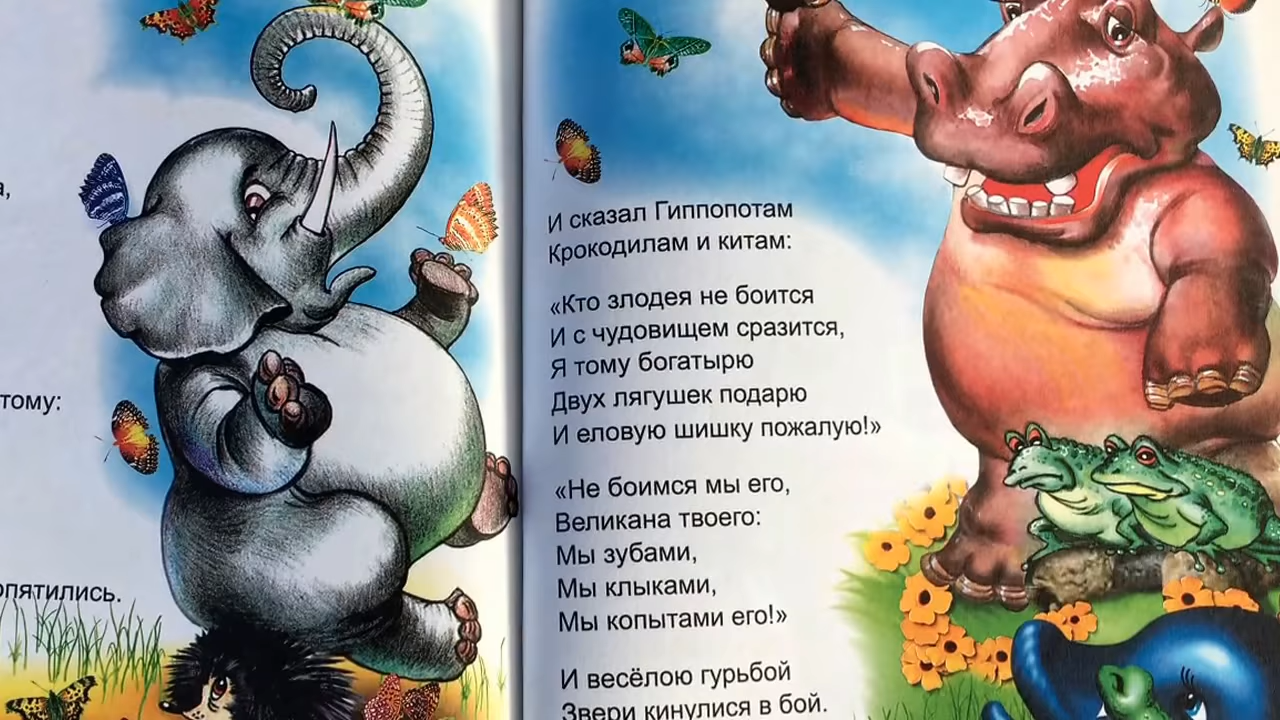 тому:
И сказал Гиппопотам
Крокодилам и китам:
«Кто злодея не боится
И с чудовищем сразится,
Я тому богатырю
Двух лягушек подарю
И еловую шишку пожалую!»
«Не боимся мы его,
Великана твоего:
Мы зубами,
Мы клыками,
Мы копытами его!»
И весёлою гурьбой
Звери кинулися в бой.